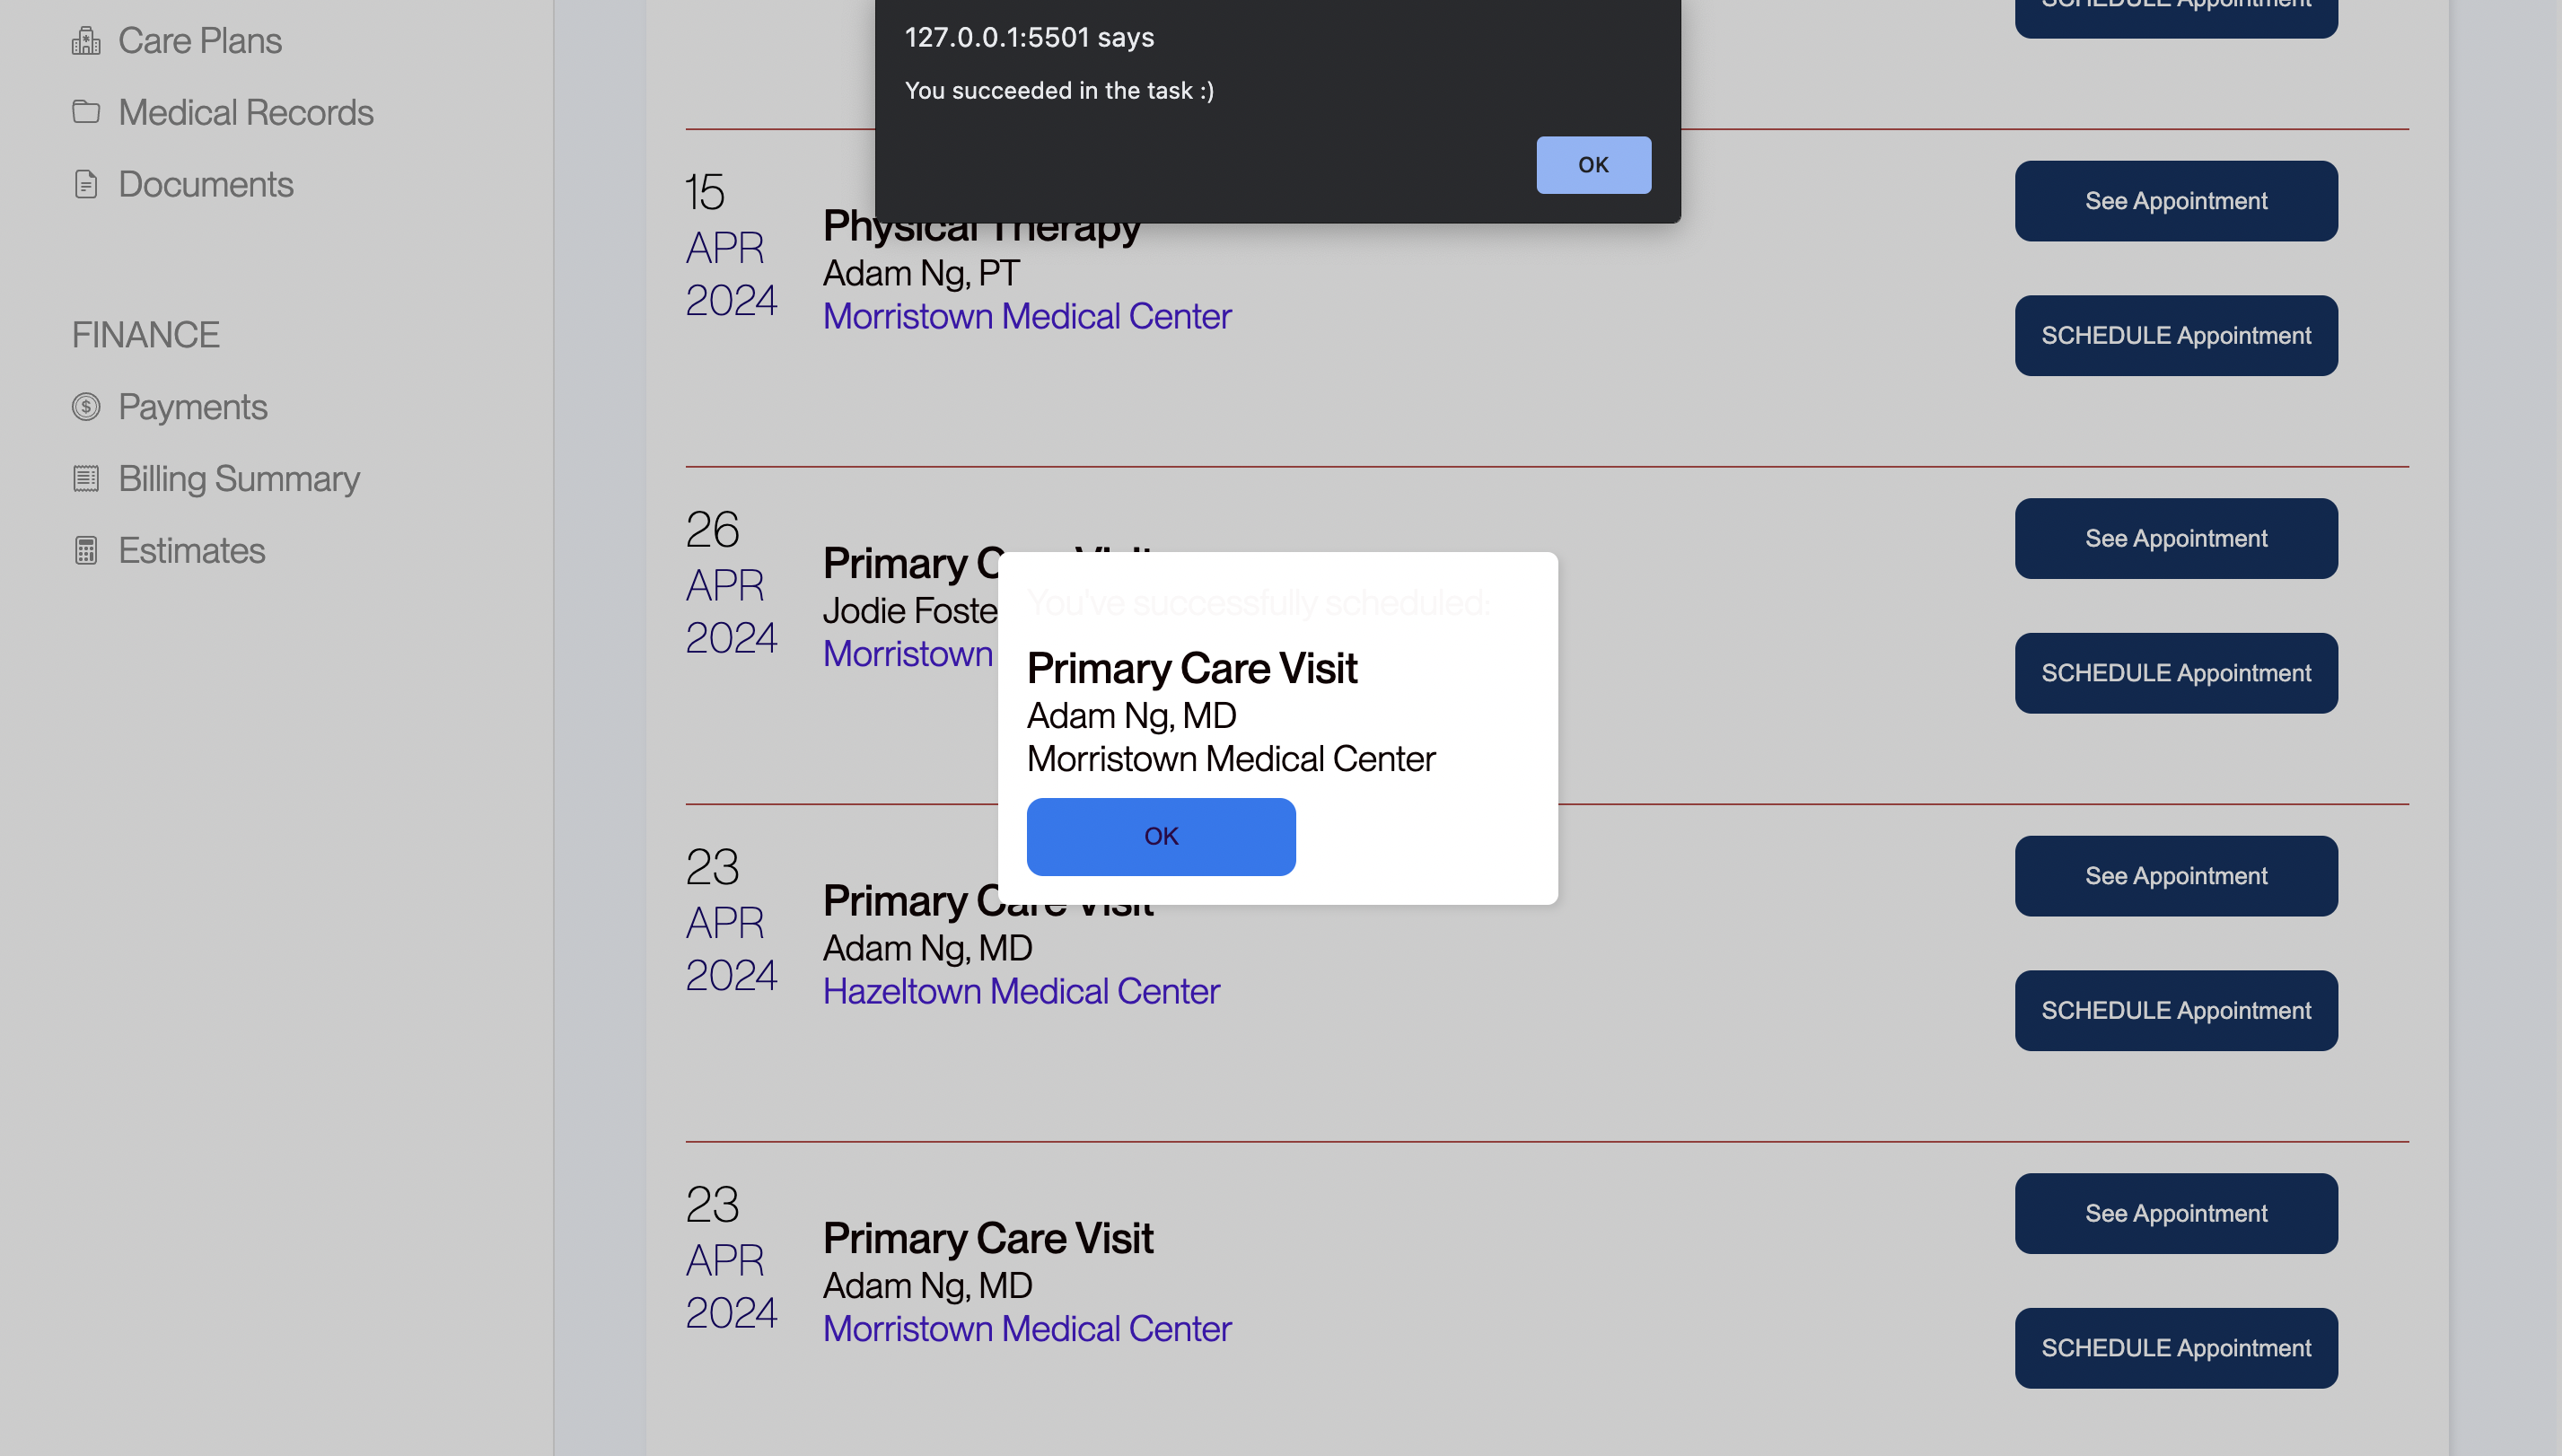 Care Plans
Medical Records
Documents
FINANCE
Payments
Billing Summary
Estimates
127.0.0.1:5501 says
You succeeded in the task :)
OK
SCHEDULE Appointment
15
APR
2024
Physical Therapy
Adam Ng, PT
Morristown Medical Center
See Appointment
SCHEDULE Appointment
26
APR
2024
Primary Care Visit
Jodie Foste
Morristown
See Appointment
SCHEDULE Appointment
You've successfully scheduled:
Primary Care Visit
Adam Ng, MD
Morristown Medical Center
OK
23
APR
2024
Primary Care Visit
Adam Ng, MD
Hazeltown Medical Center
See Appointment
SCHEDULE Appointment
23
APR
2024
Primary Care Visit
Adam Ng, MD
Morristown Medical Center
See Appointment
SCHEDULE Appointment